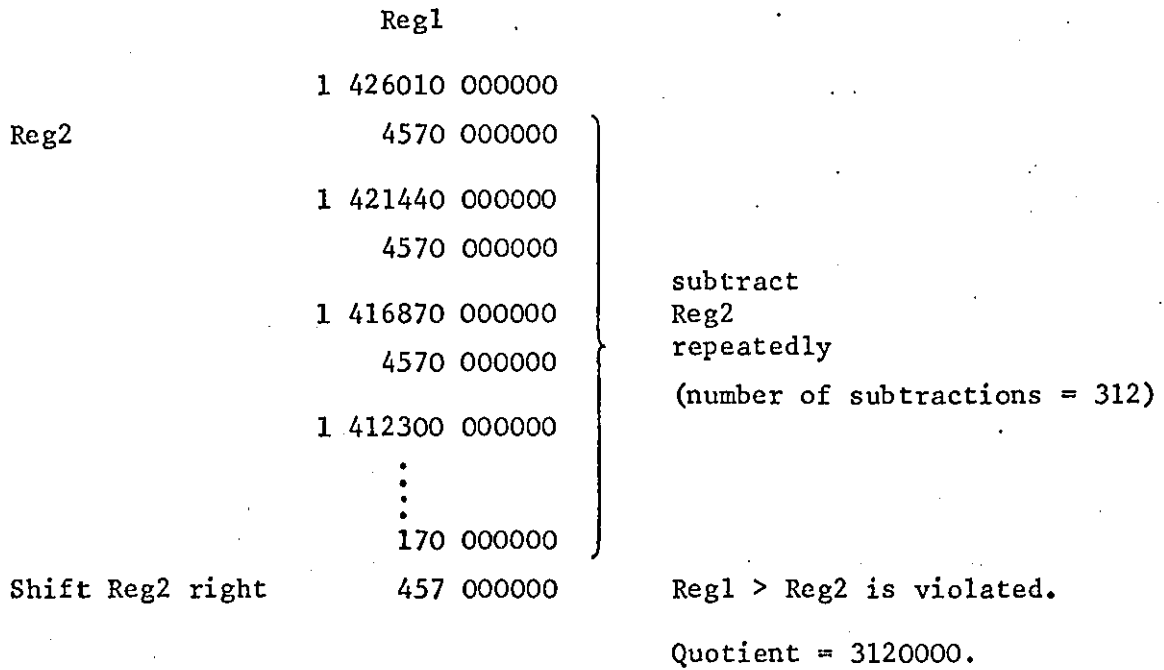 Reg1
1 426010 000000
Reg2 4570 000000
1 421440 000000
4570 000000
1 416870 000000
4570 000000
1 412300 000000
170 000000
subtract
Reg2
repeatedly
(number of subtractions = 312)
Shift Reg2 right 457 000000 Reg1 > Reg2 is violated.
Quotient = 3120000.